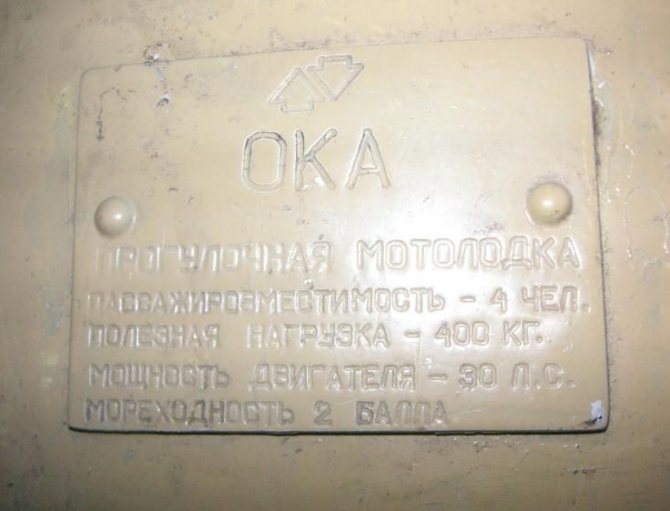 ОКА
ПРОГУЛОЧНАЯ МОТОЛОДКА
ПАССАЖИРОВМЕСТИМОСТЬ - 4 ЧЕЛ.
ПОЛЕЗНАЯ НАГРУЗКА - 400 КГ.
МОЩНОСТЬ ДВИГАТЕЛЯ - 30 Л.С.
МОРЕХОДНОСТЬ 2 БАЛЛА